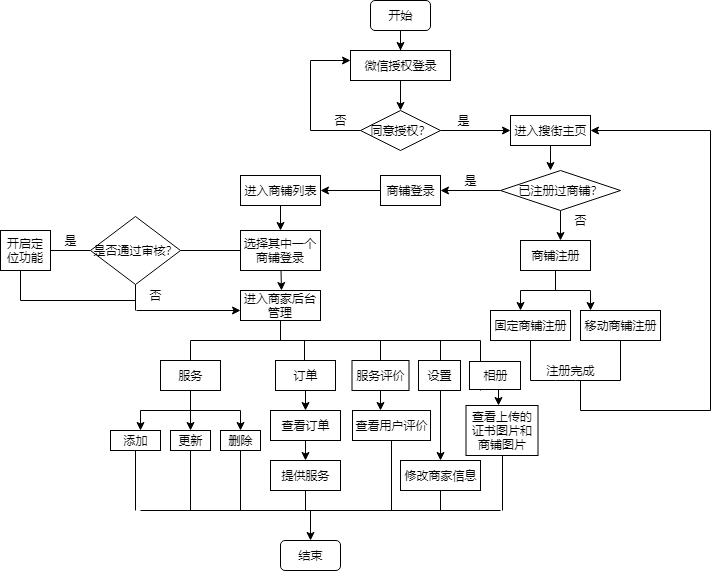 开始
微信授权登录
同意授权?
否
是
进入搜街主页
已注册过商铺?
是
商铺登录
进入商铺列表
否
商铺注册
选择其中一个
商铺登录
是否通过审核?
是
开启定
位功能
否
进入商家后台
管理
固定商铺注册
移动商铺注册
注册完成
服务
订单
服务评价
设置
相册
添加
更新
删除
查看订单
查看用户评价
查看上传的
证书图片和
商铺图片
提供服务
修改商家信息
结束